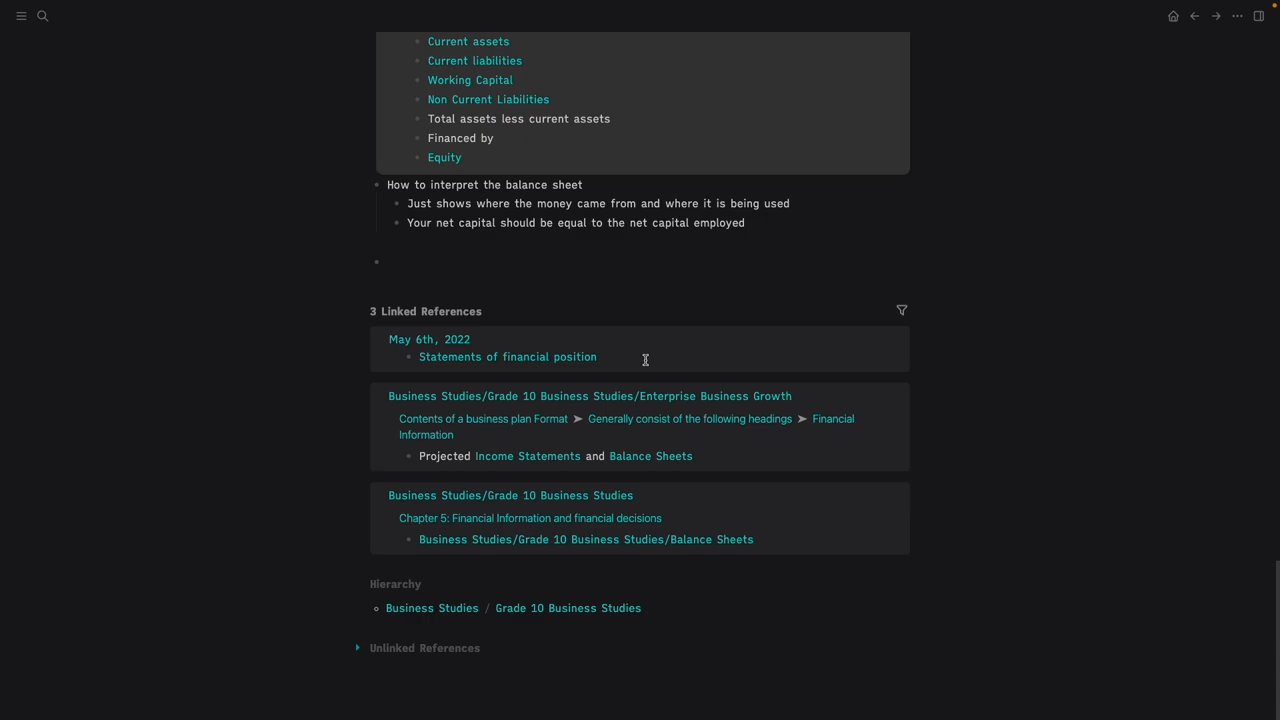 Current assets
Current liabilities
Working Capital
Non Current Liabilities
Total assets less current assets
Financed by
Equity
How to interpret the balance sheet
Just shows where the money came from and where it is being used
Your net capital should be equal to the net capital employed
3 Linked References
May 6th, 2022
Statements of financial position
Business Studies/Grade 10 Business Studies/Enterprise Business Growth
Contents of a business plan Format ➤ Generally consist of the following headings ➤ Financial
Information
Projected Income Statements and Balance Sheets
Business Studies/Grade 10 Business Studies
Chapter 5: Financial Information and financial decisions
Business Studies/Grade 10 Business Studies/Balance Sheets
Hierarchy
Business Studies / Grade 10 Business Studies
Unlinked References